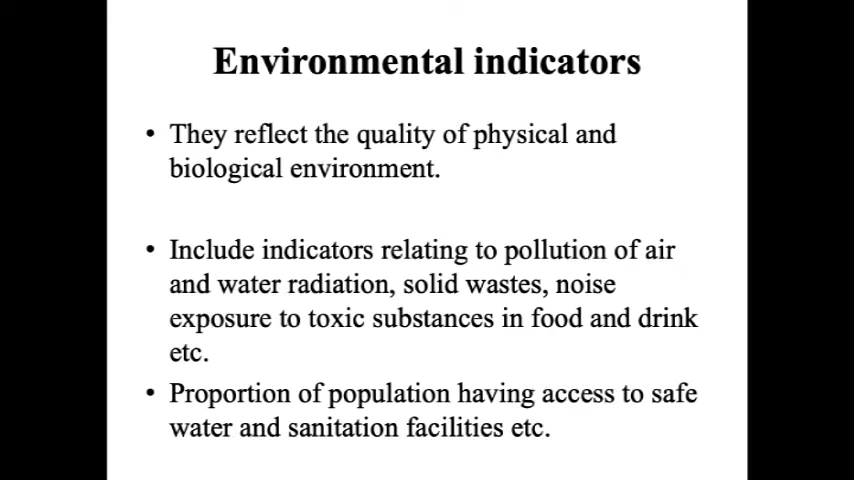 Environmental indicators
• They reflect the quality of physical and
biological environment.
• Include indicators relating to pollution of air
and water radiation, solid wastes, noise
exposure to toxic substances in food and drink
etc.
• Proportion of population having access to safe
water and sanitation facilities etc.